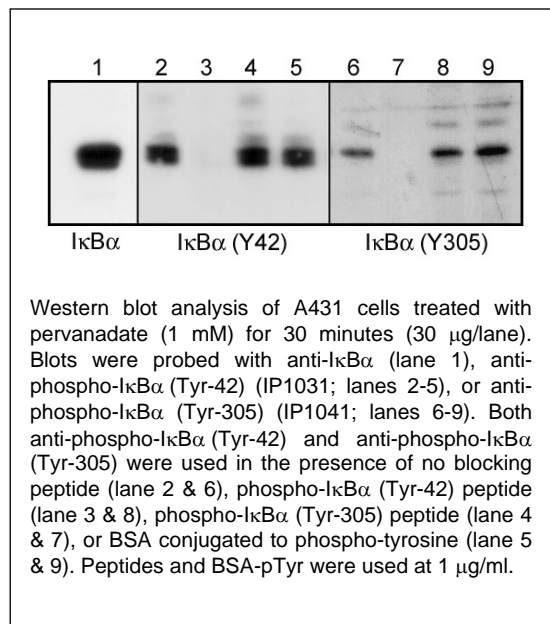 1 2 3 4 5 6 7 8 9
IκBα IκBα (Y42) IκBα (Y305)
Western blot analysis of A431 cells treated with
pervanadate (1 mM) for 30 minutes (30 μg/lane).
Blots were probed with anti-IκBα (lane 1), anti-
phospho-IκBα (Tyr-42) (IP1031; lanes 2-5), or anti-
phospho-IκBα (Tyr-305) (IP1041; lanes 6-9). Both
anti-phospho-IκBα (Tyr-42) and anti-phospho-IκBα
(Tyr-305) were used in the presence of no blocking
peptide (lane 2 & 6), phospho-IκBα (Tyr-42) peptide
(lane 3 & 8), phospho-IκBα (Tyr-305) peptide (lane 4
& 7), or BSA conjugated to phospho-tyrosine (lane 5
& 9). Peptides and BSA-pTyr were used at 1 μg/ml.